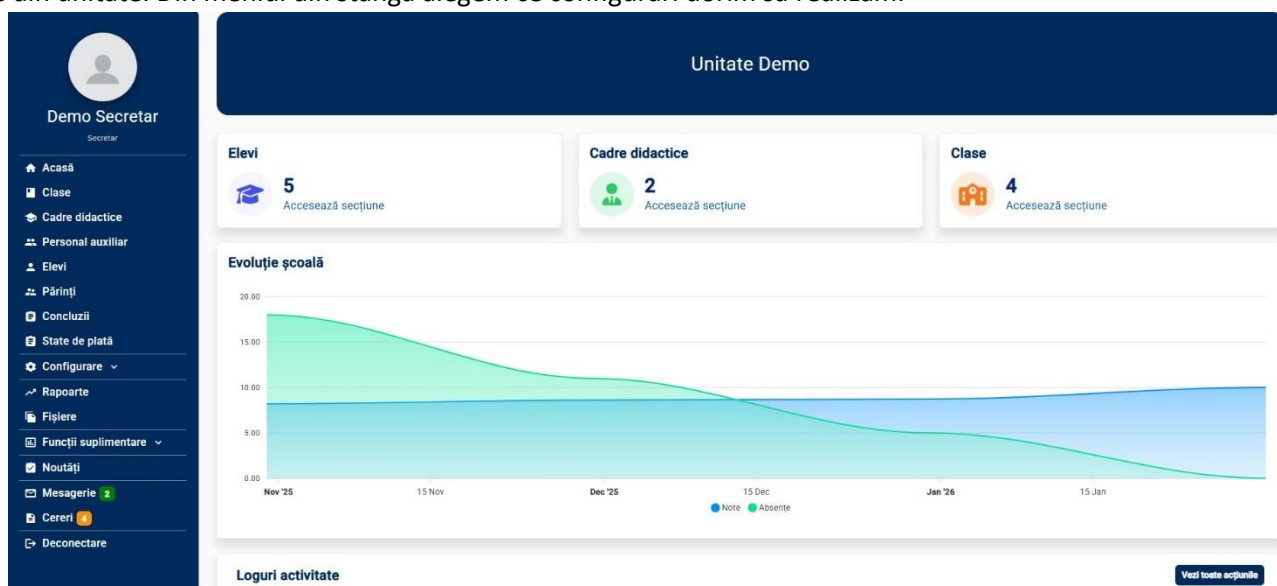 din unitate. Din meniul din stânga alegem ce configurări dorim să realizăm.
Unitate Demo
Demo Secretar
Secretar
Acasă
Clase
Cadre didactice
Personal auxiliar
Elevi
Părinți
Concluzii
State de plată
Configurare
Rapoarte
Fișiere
Funcții suplimentare
Noutăți
Mesagerie 2
Cereri 4
Deconectare
Elevi
5
Accesează secțiune
Cadre didactice
2
Accesează secțiune
Clase
4
Accesează secțiune
Evoluție școală
20.00
15.00
10.00
5.00
0.00
Nov '25 15 Nov Dec '25 15 Dec Jan '26 15 Jan
Note Absențe
Loguri activitate
Vezi toate acțiunile